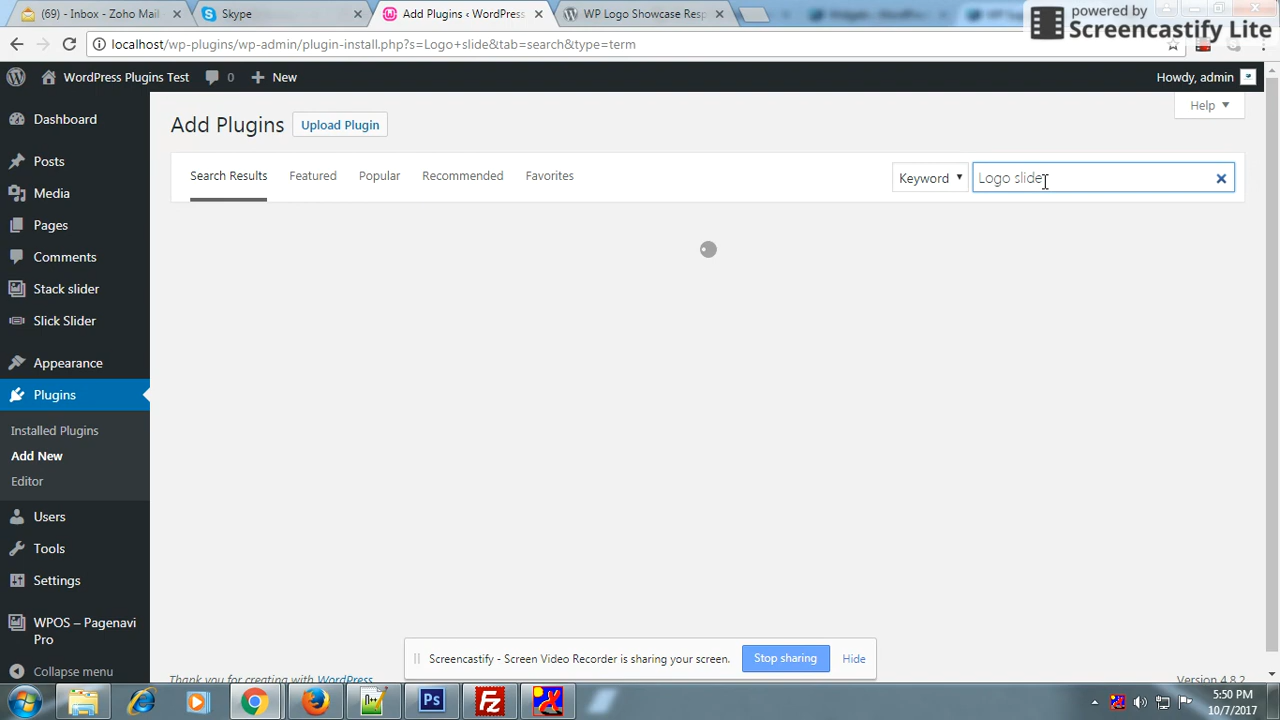 (69) - Inbox - Zoho Mail
Skype
Add Plugins - WordPress
WP Logo Showcase Resp
powered by
Screencastify Lite
localhost/wp-plugins/wp-admin/plugin-install.php?s=Logo+slide&tab=search&type=term
WordPress Plugins Test
0
New
Howdy, admin
Dashboard
Posts
Media
Pages
Comments
Stack slider
Slick Slider
Appearance
Plugins
Installed Plugins
Add New
Editor
Users
Tools
Settings
WPOS – Pagenavi
Pro
Collapse menu
Help
Add Plugins
Upload Plugin
Search Results
Featured
Popular
Recommended
Favorites
Keyword
Logo slide
Screencastify - Screen Video Recorder is sharing your screen.
Stop sharing
Hide
Thank you for creating with WordPress
Version 4.8.2
Ps
Fz
5:50 PM
10/7/2017